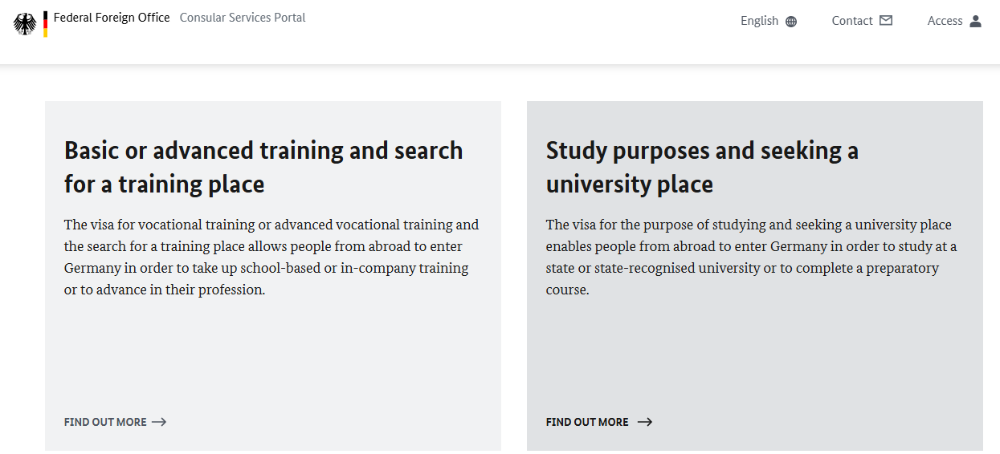 Federal Foreign Office Consular Services Portal English Contact Access
Basic or advanced training and search
for a training place
The visa for vocational training or advanced vocational training and
the search for a training place allows people from abroad to enter
Germany in order to take up school-based or in-company training
or to advance in their profession.
FIND OUT MORE
Study purposes and seeking a
university place
The visa for the purpose of studying and seeking a university place
enables people from abroad to enter Germany in order to study at a
state or state-recognised university or to complete a preparatory
course.
FIND OUT MORE